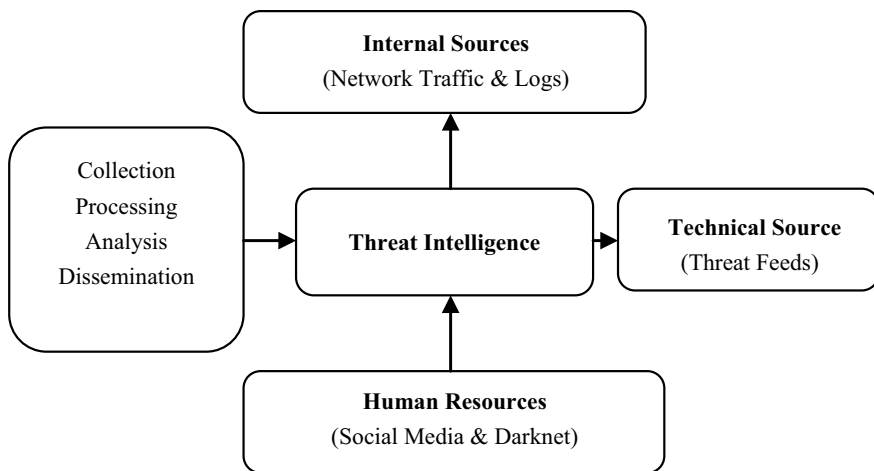 Internal Sources
(Network Traffic & Logs)
Collection
Processing
Analysis
Dissemination
Threat Intelligence
Technical Source
(Threat Feeds)
Human Resources
(Social Media & Darknet)